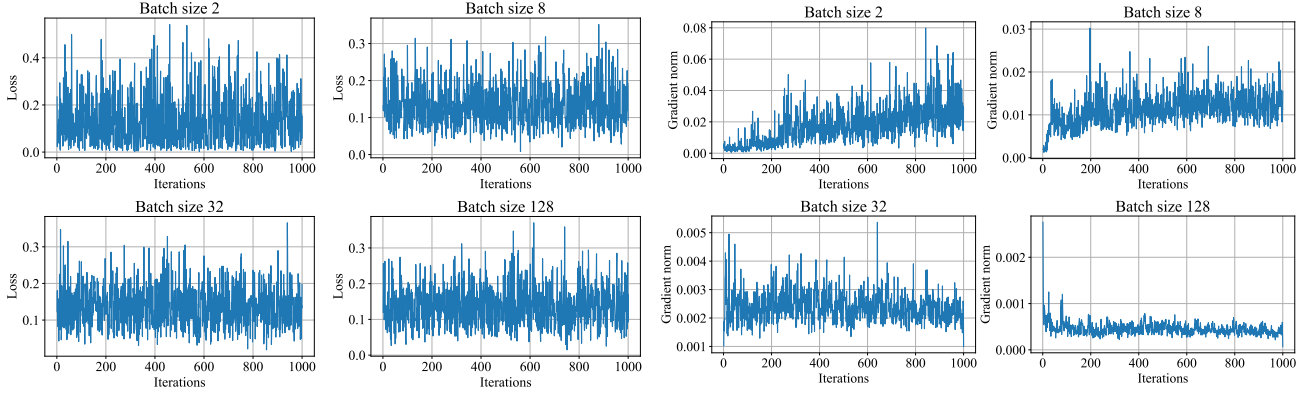 Batch size 2
Loss
0.4
0.2
0.0
0 200 400 600 800 1000
Iterations
Batch size 8
Loss
0.3
0.2
0.1
0.0
0 200 400 600 800 1000
Iterations
Batch size 2
Gradient norm
0.08
0.06
0.04
0.02
0.00
0 200 400 600 800 1000
Iterations
Batch size 8
Gradient norm
0.03
0.02
0.01
0.00
0 200 400 600 800 1000
Iterations
Batch size 32
Loss
0.3
0.2
0.1
0 200 400 600 800 1000
Iterations
Batch size 128
Loss
0.3
0.2
0.1
0.0
0 200 400 600 800 1000
Iterations
Batch size 32
Gradient norm
0.005
0.004
0.003
0.002
0.001
0 200 400 600 800 1000
Iterations
Batch size 128
Gradient norm
0.002
0.001
0.000
0 200 400 600 800 1000
Iterations